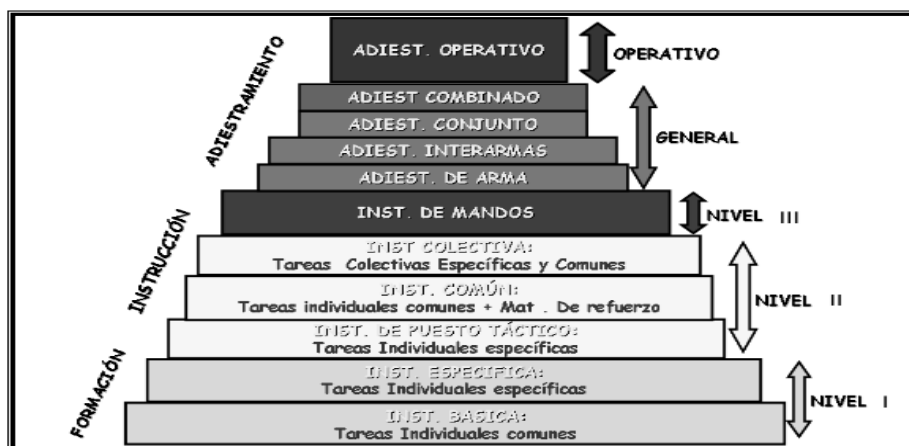 ADIEST. OPERATIVO
OPERATIVO
ADIEST COMBINADO
ADIEST. CONJUNTO
ADIEST. INTERARMAS
ADIEST. DE ARMA
GENERAL
ADIESTRAMIENTO
INST. DE MANDOS
NIVEL III
INST COLECTIVA:
Tareas Colectivas Específicas y Comunes
INST. COMÚN:
Tareas individuales comunes + Mat . De refuerzo
INST. DE PUESTO TÁCTICO:
Tareas Individuales específicas
NIVEL II
INSTRUCCIÓN
INST. ESPECIFICA:
Tareas Individuales específicas
INST. BASICA:
Tareas Individuales comunes
NIVEL I
FORMACIÓN